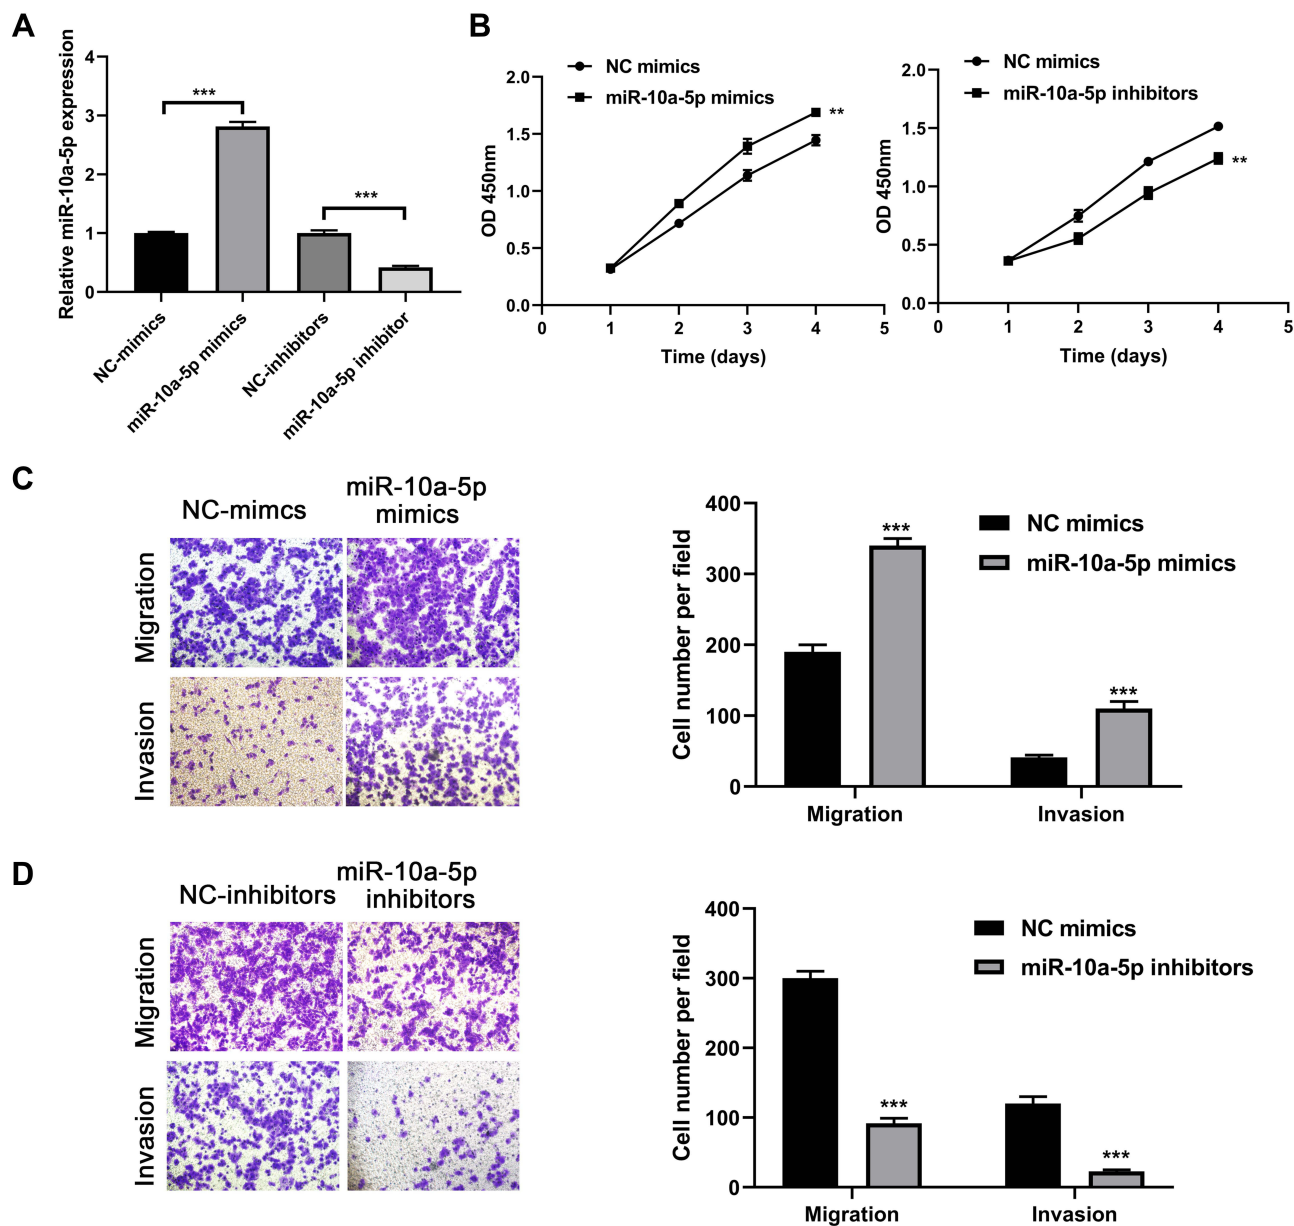 A
Relative miR-10a-5p expression
4
3
2
1
0
***
***
NC-mimics
miR-10a-5p mimics
NC-inhibitors
miR-10a-5p inhibitor
B
NC mimics
miR-10a-5p mimics
OD 450nm
2.0
1.5
1.0
0.5
0.0
**
0 1 2 3 4 5
Time (days)
NC mimics
miR-10a-5p inhibitors
OD 450nm
2.0
1.5
1.0
0.5
0.0
**
0 1 2 3 4 5
Time (days)
C
NC-mimcs
miR-10a-5p
mimics
Migration
Invasion
Cell number per field
400
300
200
100
0
***
***
Migration Invasion
NC mimics
miR-10a-5p mimics
D
NC-inhibitors
miR-10a-5p
inhibitors
Migration
Invasion
Cell number per field
400
300
200
100
0
***
***
Migration Invasion
NC mimics
miR-10a-5p inhibitors